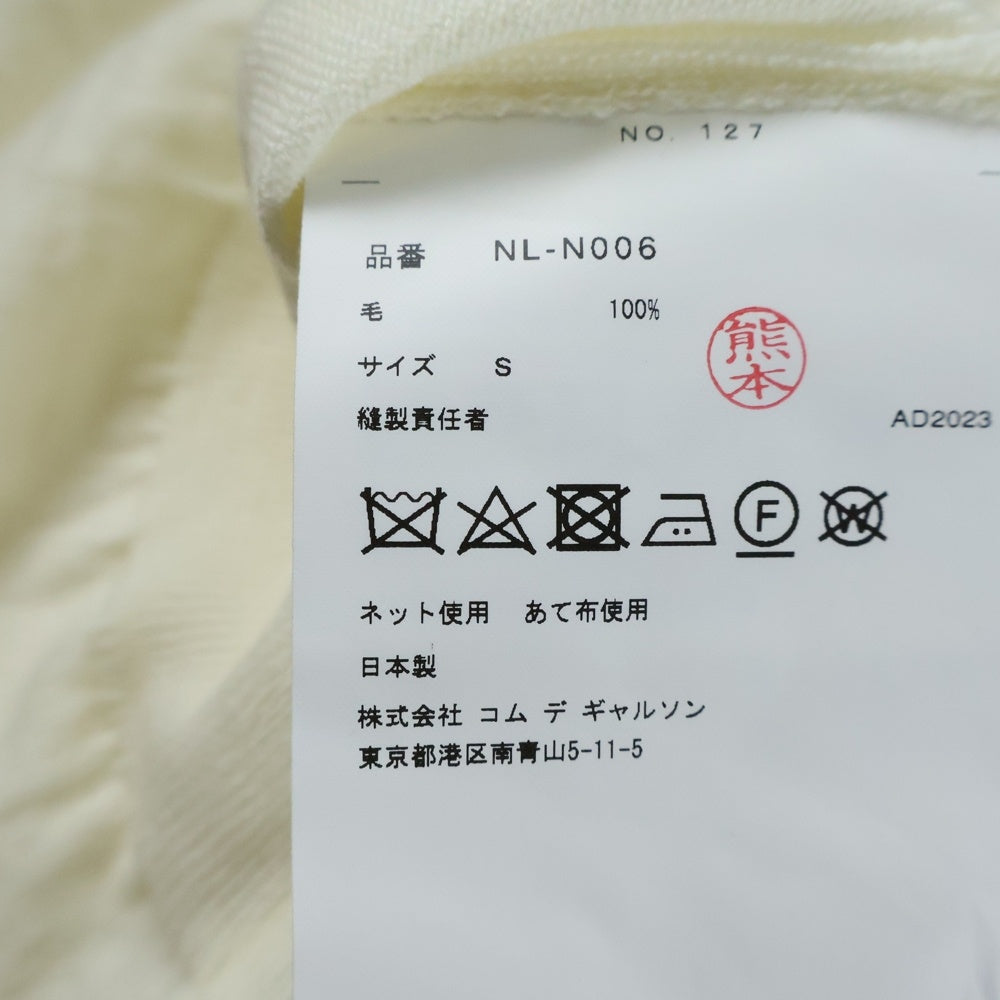 NO. 127
品番 NL-N006
毛 100%
サイズ S
熊本
縫製責任者
AD2023
F W
ネット使用 あて布使用
日本製
株式会社 コム デ ギャルソン
東京都港区南青山5-11-5